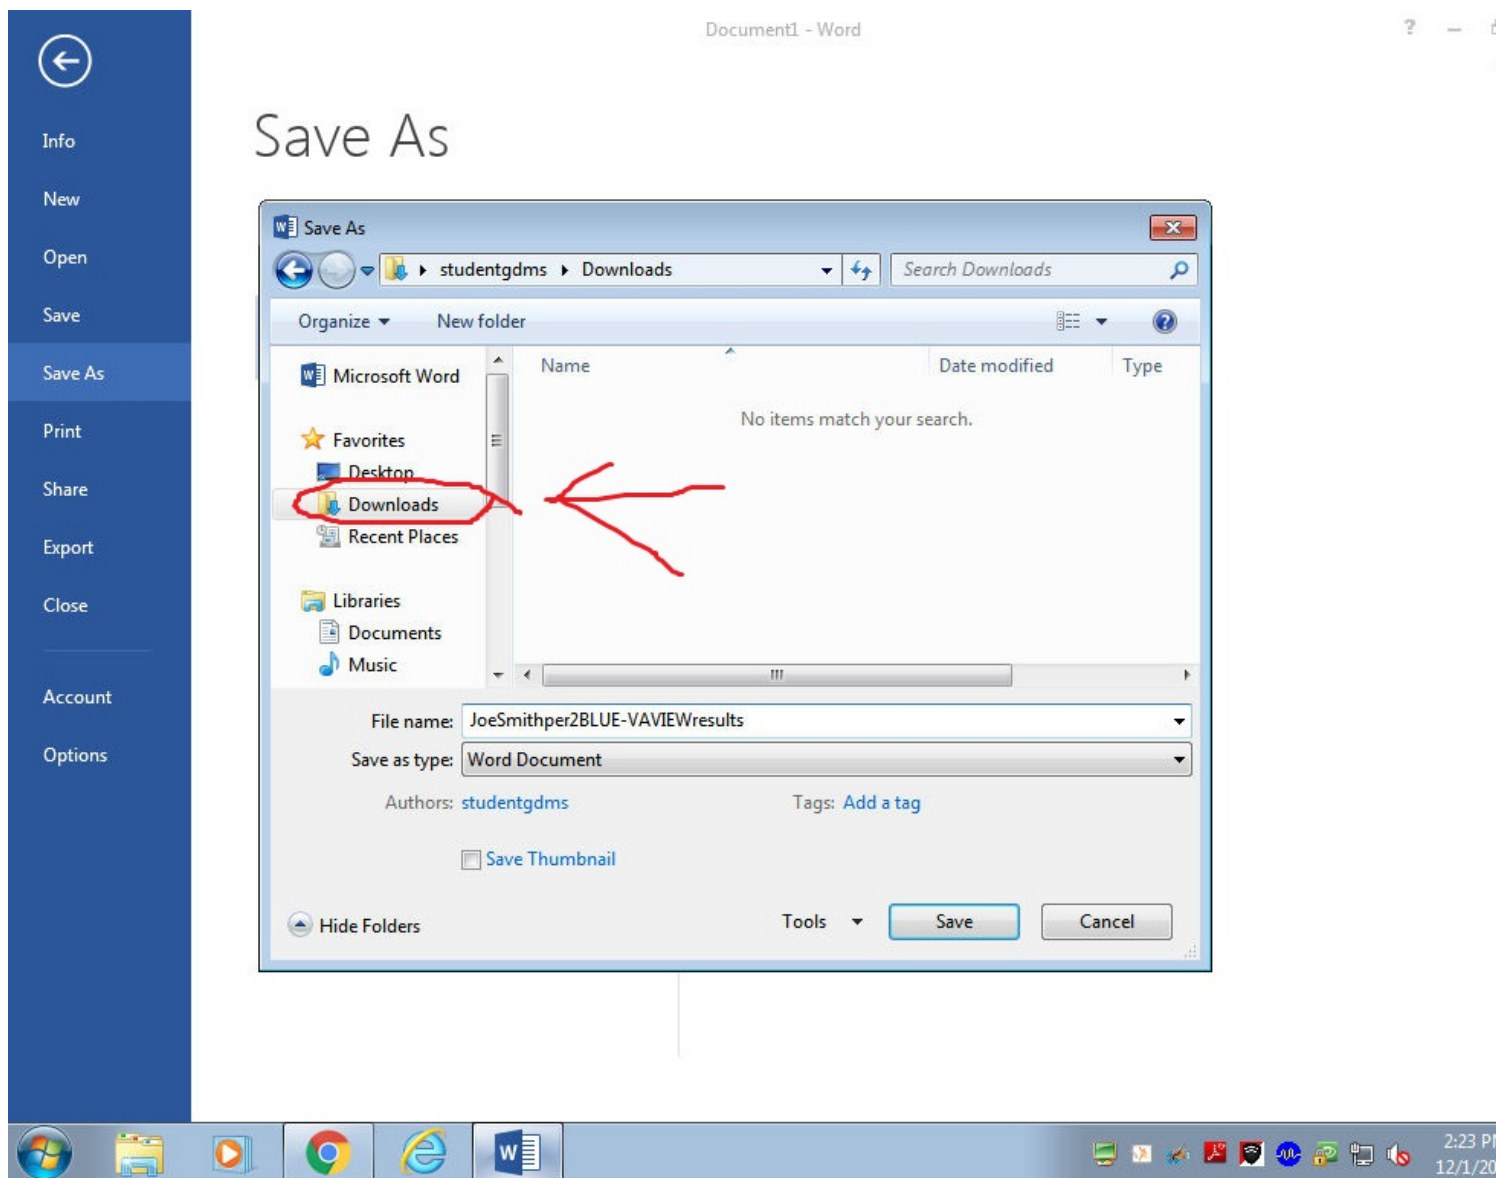 Document1 - Word
?
Info
New
Open
Save
Save As
Print
Share
Export
Close
Account
Options
Save As
Save As
studentgdms
Downloads
Search Downloads
Organize
New folder
?
Microsoft Word
Favorites
Desktop
Downloads
Recent Places
Libraries
Documents
Music
Name
Date modified
Type
No items match your search.
File name: JoeSmithper2BLUE-VAVIEWresults
Save as type: Word Document
Authors: studentgdms
Tags: Add a tag
Save Thumbnail
Hide Folders
Tools
Save
Cancel
2:23 P
12/1/20